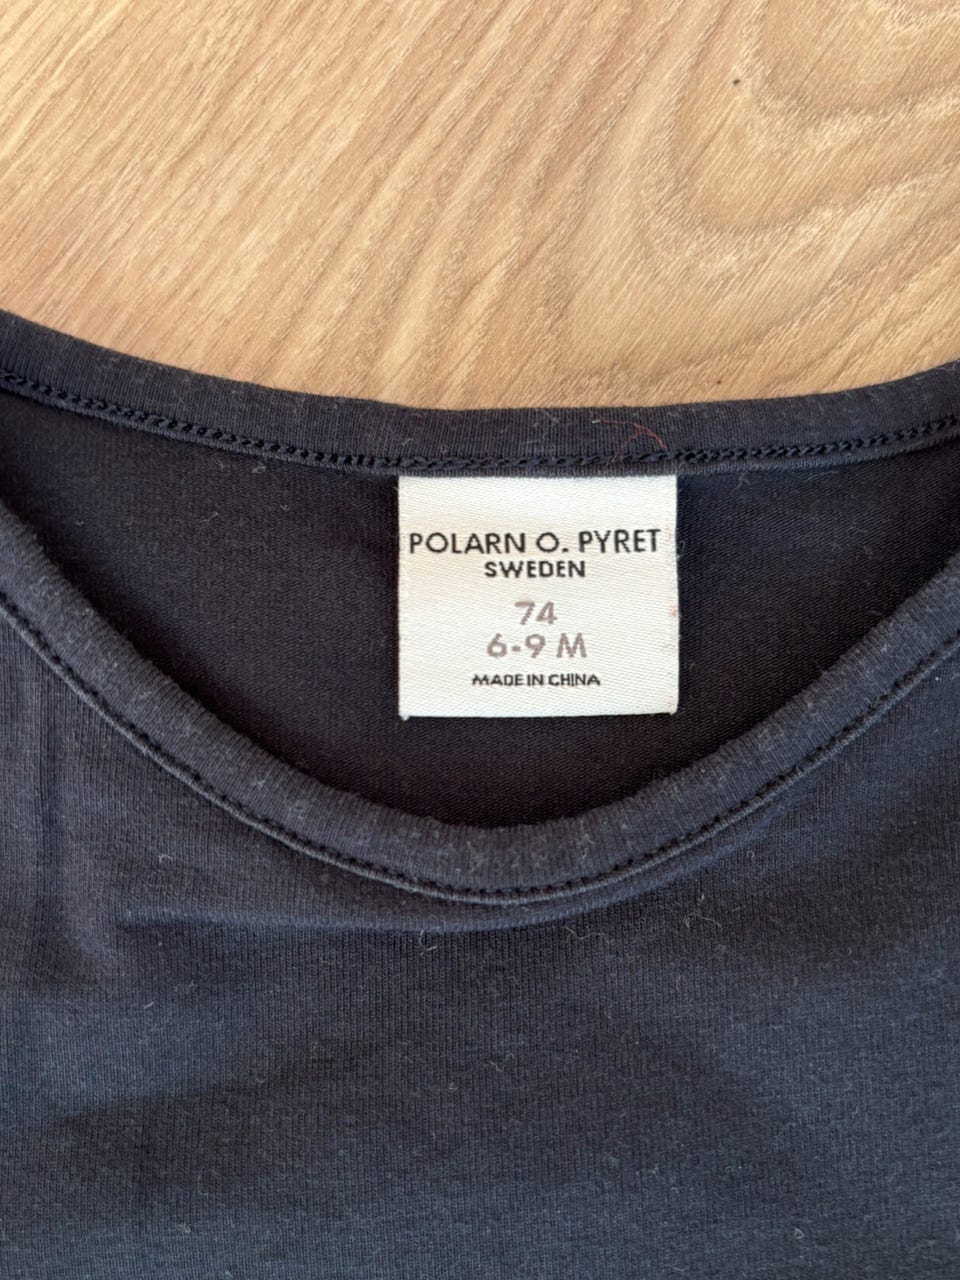 POLARN O. PYRET
SWEDEN
74
6-9 M
MADE IN CHINA